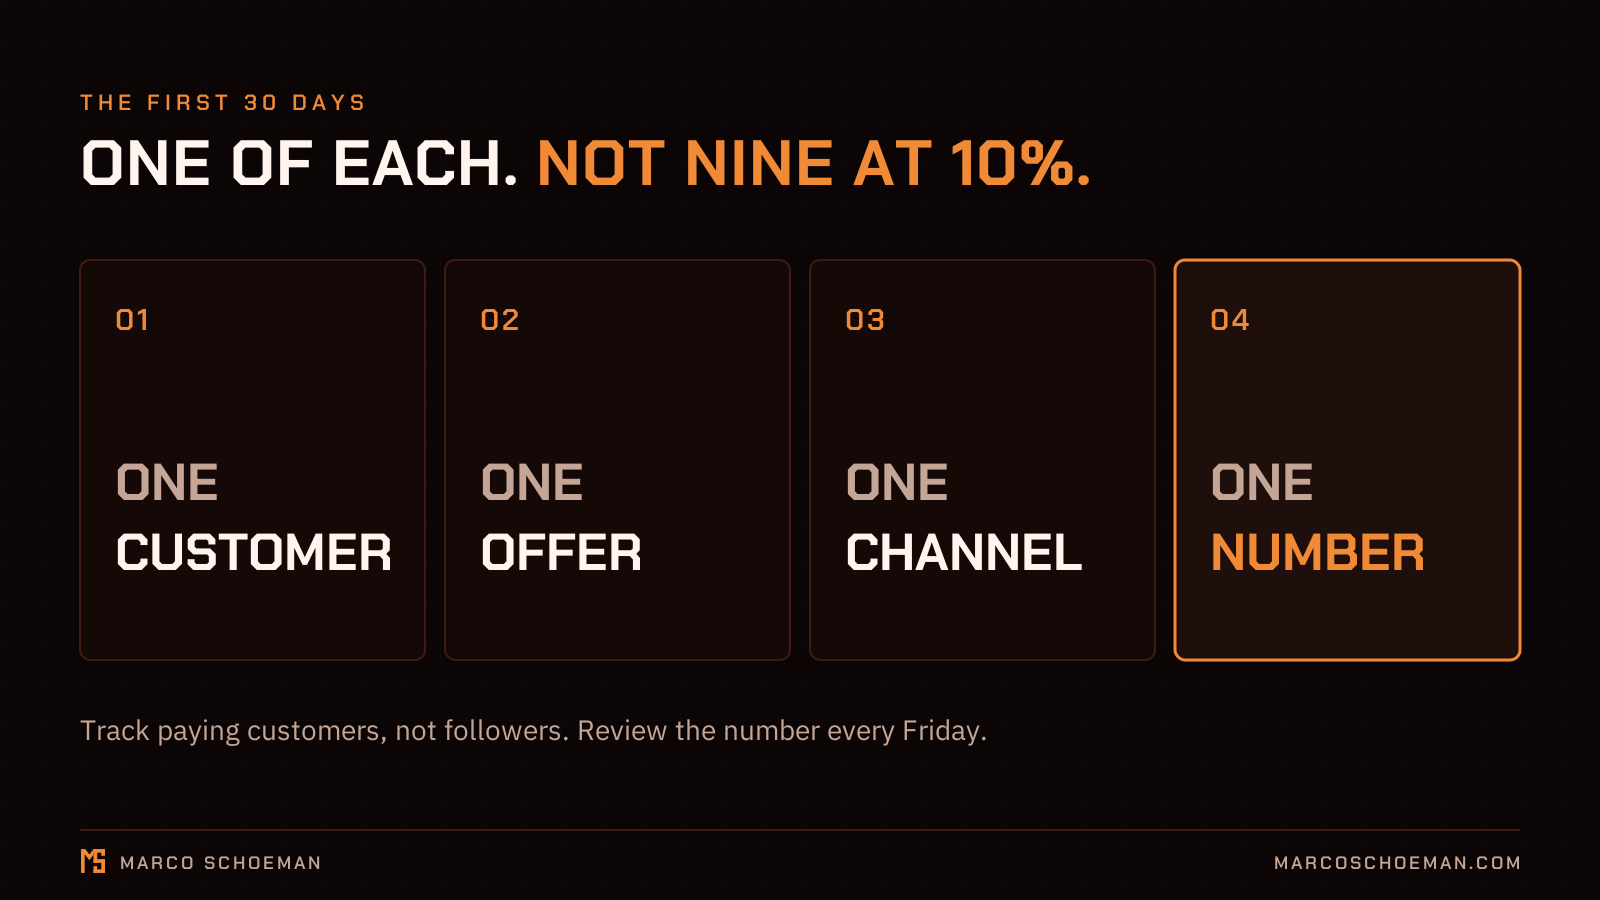 THE FIRST 30 DAYS
ONE OF EACH. NOT NINE AT 10%.
01
ONE
CUSTOMER
02
ONE
OFFER
03
ONE
CHANNEL
04
ONE
NUMBER
Track paying customers, not followers. Review the number every Friday.
MS MARCO SCHOEMAN
MARCOSCHOEMAN.COM